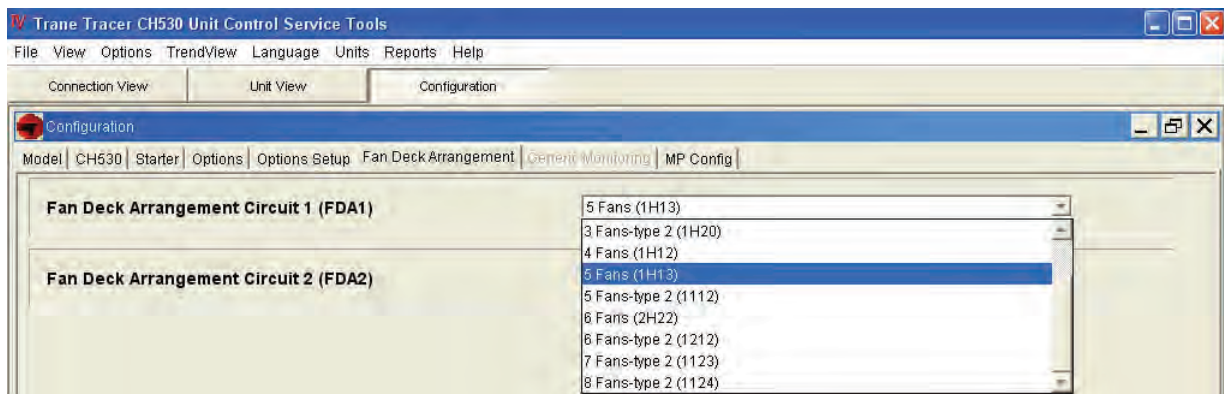 Trane Tracer CH530 Unit Control Service Tools
File View Options TrendView Language Units Reports Help
Connection View Unit View Configuration
Configuration
Model CH530 Starter Options Options Setup Fan Deck Arrangement Generic Monitoring MP Config
Fan Deck Arrangement Circuit 1 (FDA1) 5 Fans (1H13)
3 Fans-type 2 (1H20)
4 Fans (1H12)
Fan Deck Arrangement Circuit 2 (FDA2) 5 Fans (1H13)
5 Fans-type 2 (1112)
6 Fans (2H22)
6 Fans-type 2 (1212)
7 Fans-type 2 (1123)
8 Fans-type 2 (1124)